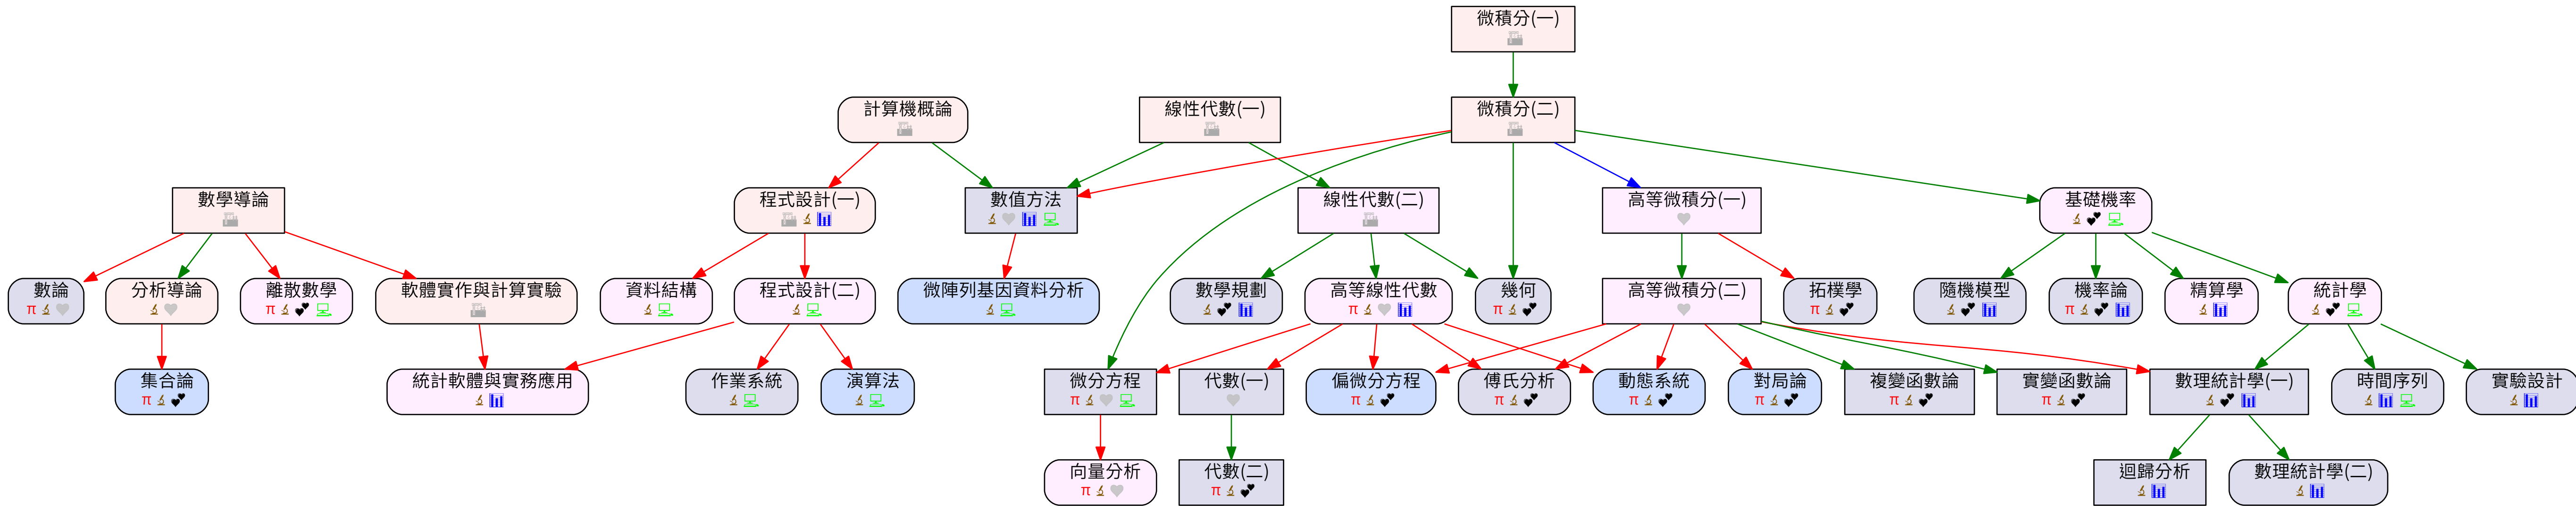 微積分(一)
計算機概論
線性代數(一)
微積分(二)
數學導論
程式設計(一)
數值方法
線性代數(二)
高等微積分(一)
基礎機率
數論
π
分析導論
離散數學
π
軟體實作與計算實驗
資料結構
程式設計(二)
微陣列基因資料分析
數學規劃
高等線性代數
π
幾何
π
高等微積分(二)
拓樸學
π
隨機模型
機率論
π
精算學
統計學
集合論
π
統計軟體與實務應用
作業系統
演算法
微分方程
π
代數(一)
偏微分方程
π
傅氏分析
π
動態系統
π
對局論
π
複變函數論
π
實變函數論
π
數理統計學(一)
時間序列
實驗設計
向量分析
π
代數(二)
π
迴歸分析
數理統計學(二)